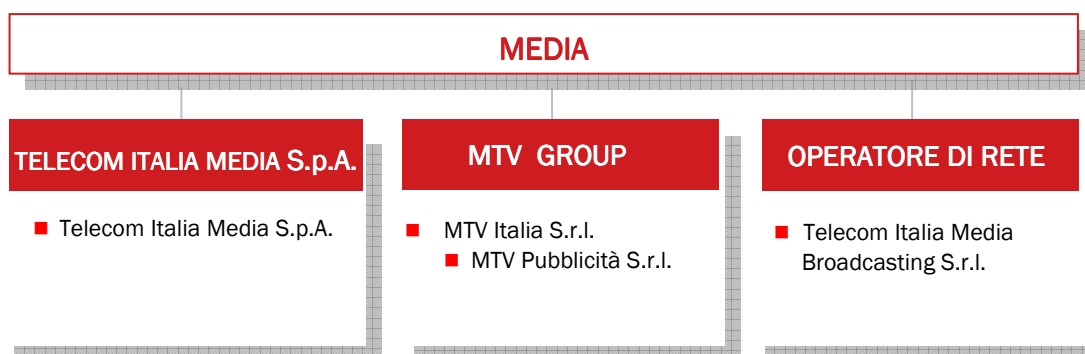 MEDIA
TELECOM ITALIA MEDIA S.p.A.
Telecom Italia Media S.p.A.
MTV GROUP
MTV Italia S.r.l.
MTV Pubblicità S.r.l.
OPERATORE DI RETE
Telecom Italia Media
Broadcasting S.r.l.